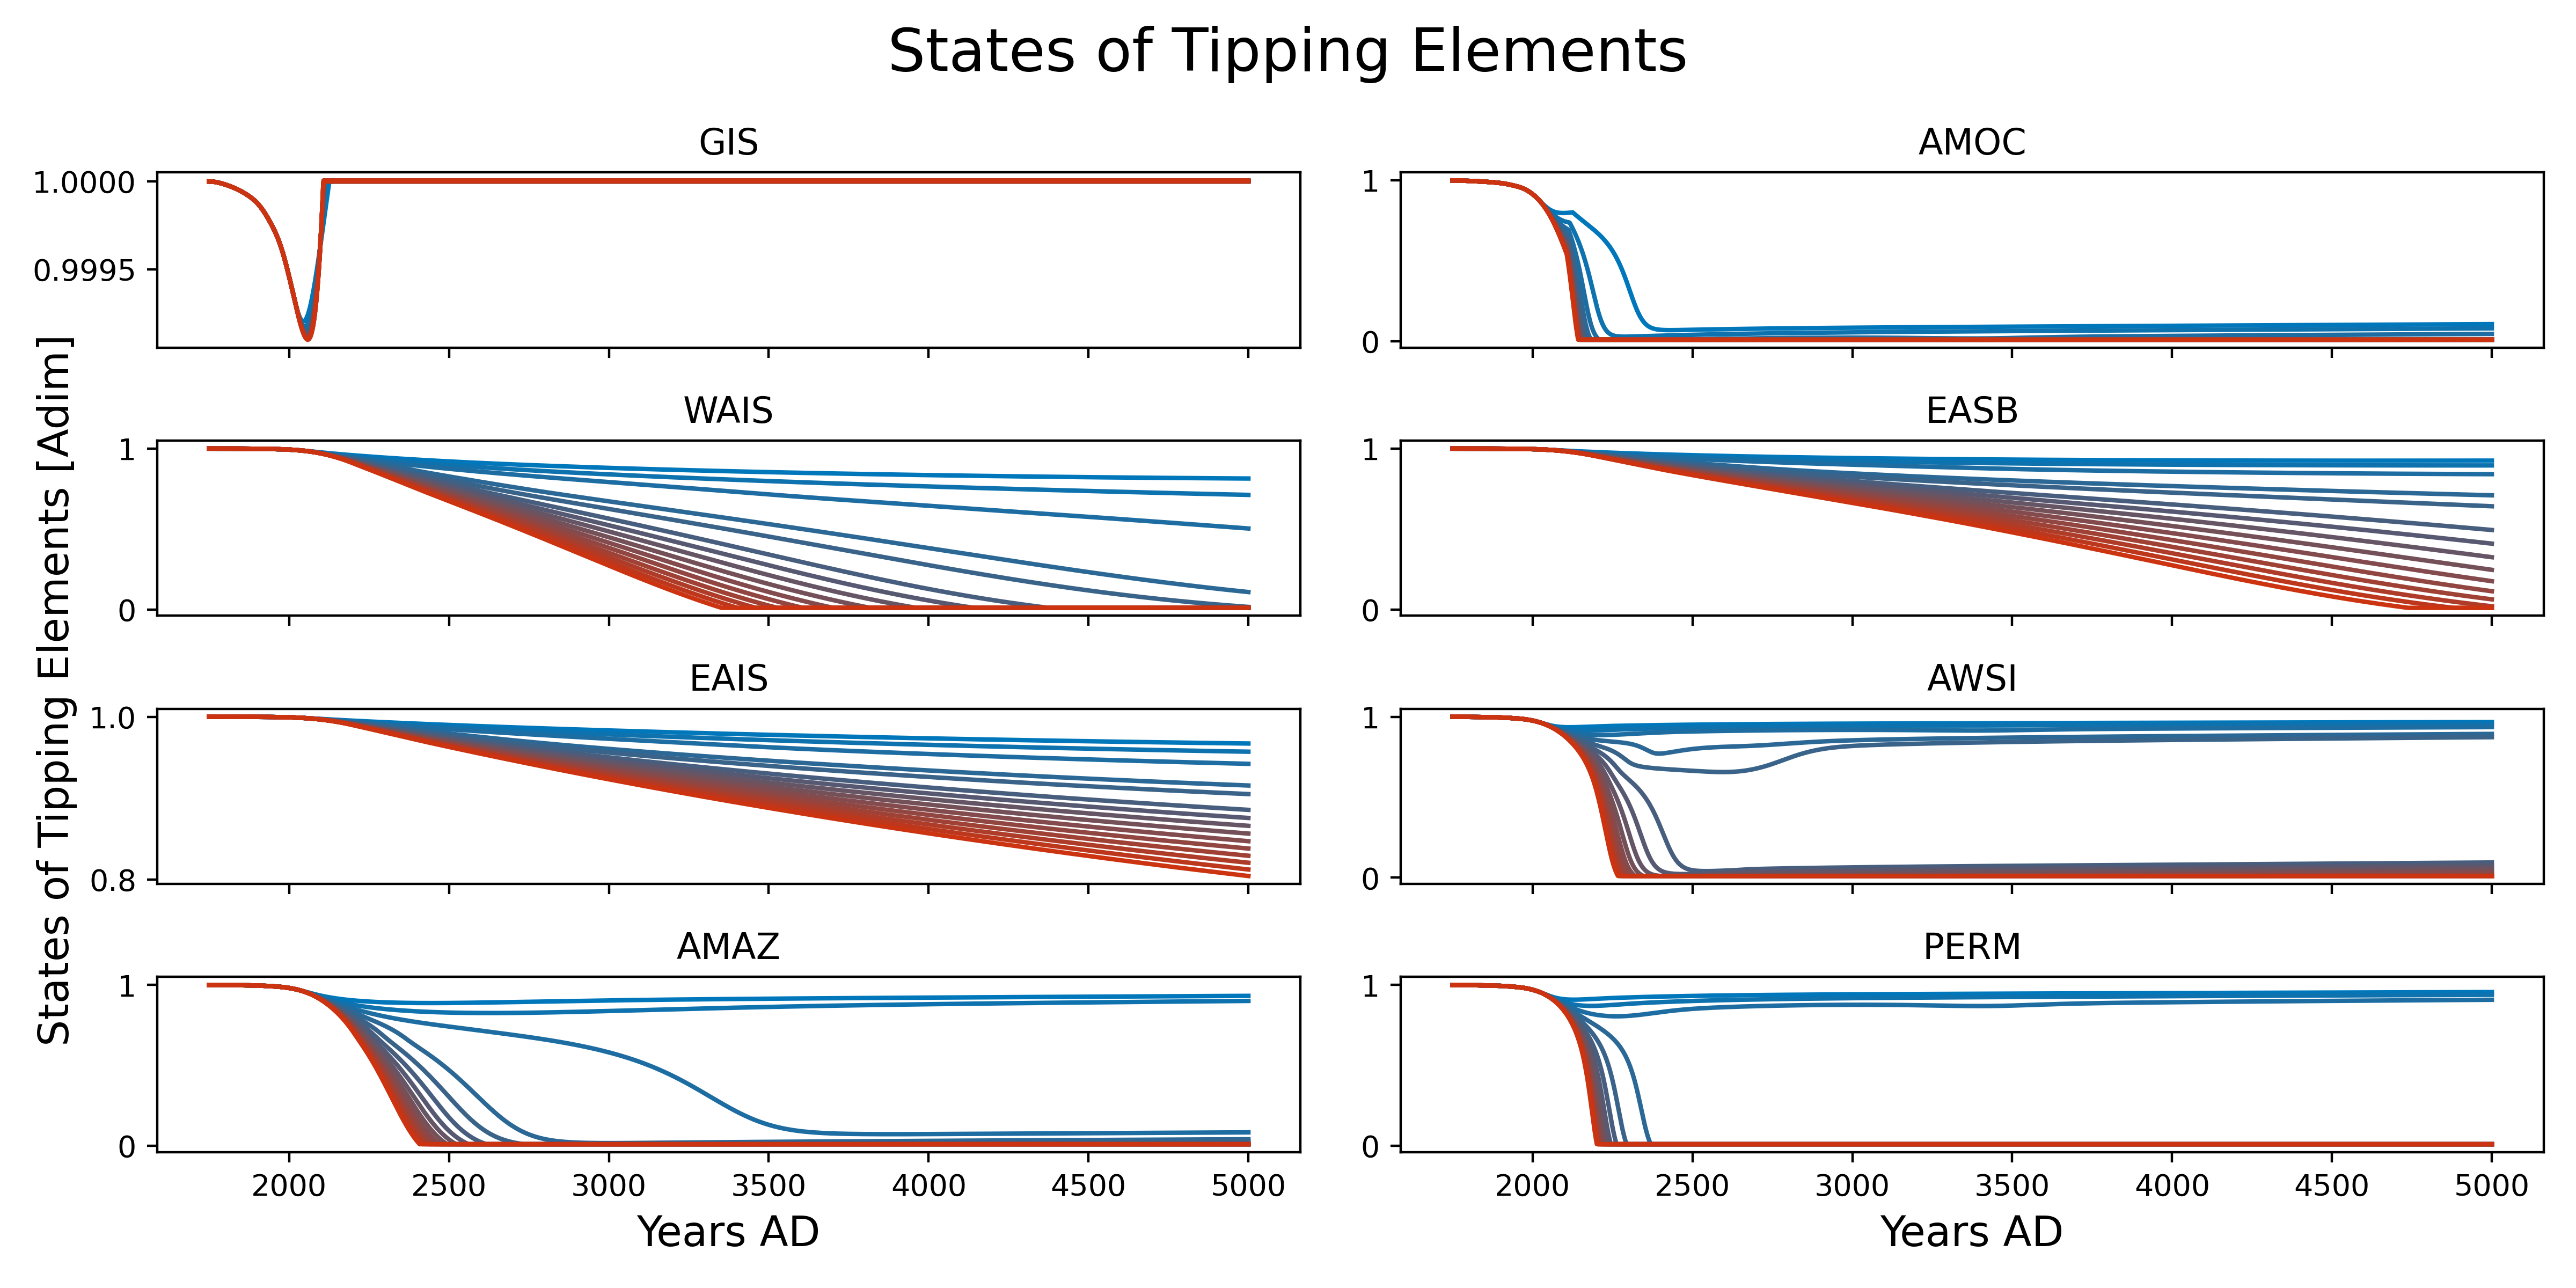 States of Tipping Elements
States of Tipping Elements [Adim]
GIS
1.0000
0.9995
AMOC
1
0
WAIS
1
0
EASB
1
0
EAIS
1.0
0.8
AWSI
1
0
AMAZ
1
0
2000 2500 3000 3500 4000 4500 5000
Years AD
PERM
1
0
2000 2500 3000 3500 4000 4500 5000
Years AD